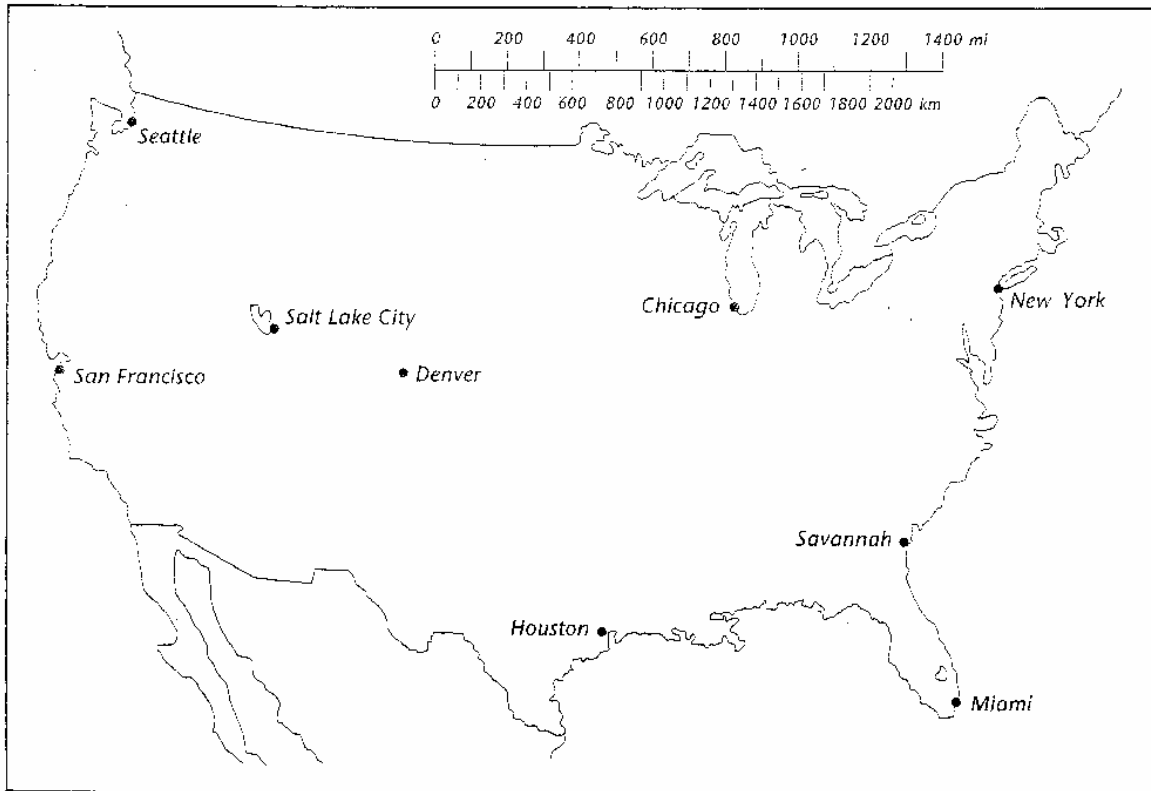 0 200 400 600 800 1000 1200 1400 mi
0 200 400 600 800 1000 1200 1400 1600 1800 2000 km
Seattle
Salt Lake City
Chicago
New York
San Francisco
Denver
Savannah
Houston
Miami